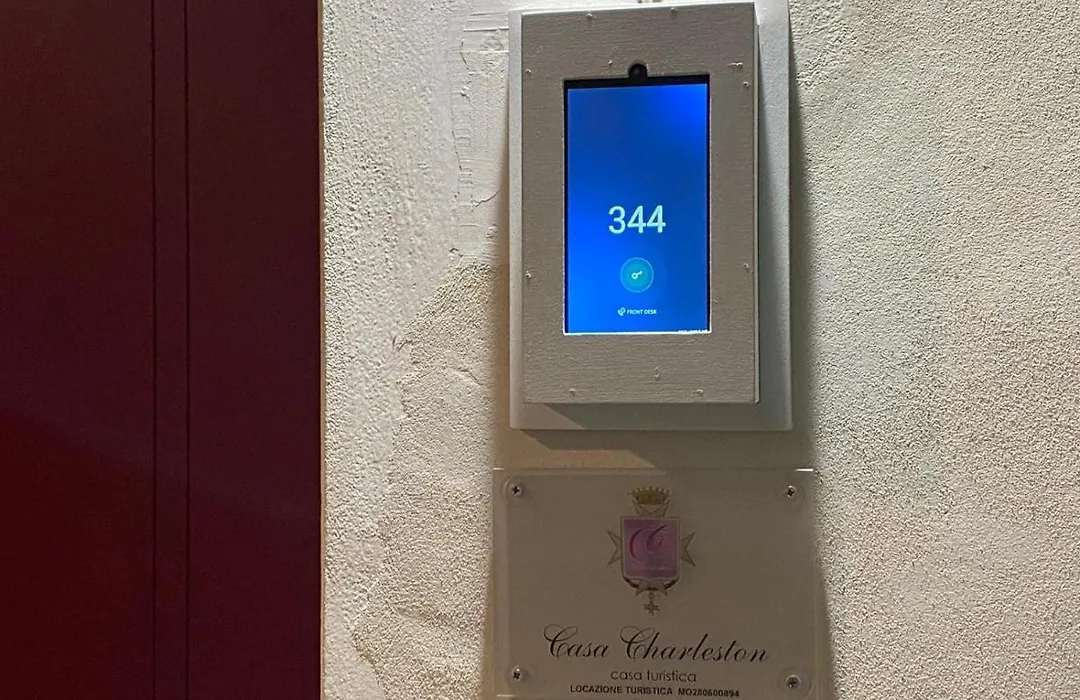 344
FRONT DESK
Casa Charleston
casa turistica
LOCAZIONE TURISTICA MO280600894